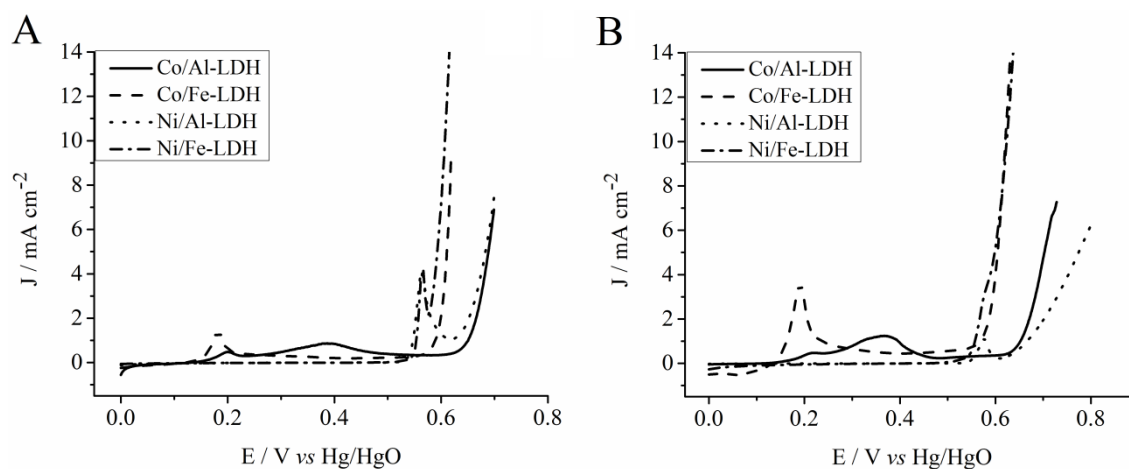 A
14
12
10
8
6
4
2
0
J / mA cm⁻²
Co/Al-LDH
Co/Fe-LDH
Ni/Al-LDH
Ni/Fe-LDH
0.0 0.2 0.4 0.6 0.8
E / V vs Hg/HgO
B
14
12
10
8
6
4
2
0
J / mA cm⁻²
Co/Al-LDH
Co/Fe-LDH
Ni/Al-LDH
Ni/Fe-LDH
0.0 0.2 0.4 0.6 0.8
E / V vs Hg/HgO